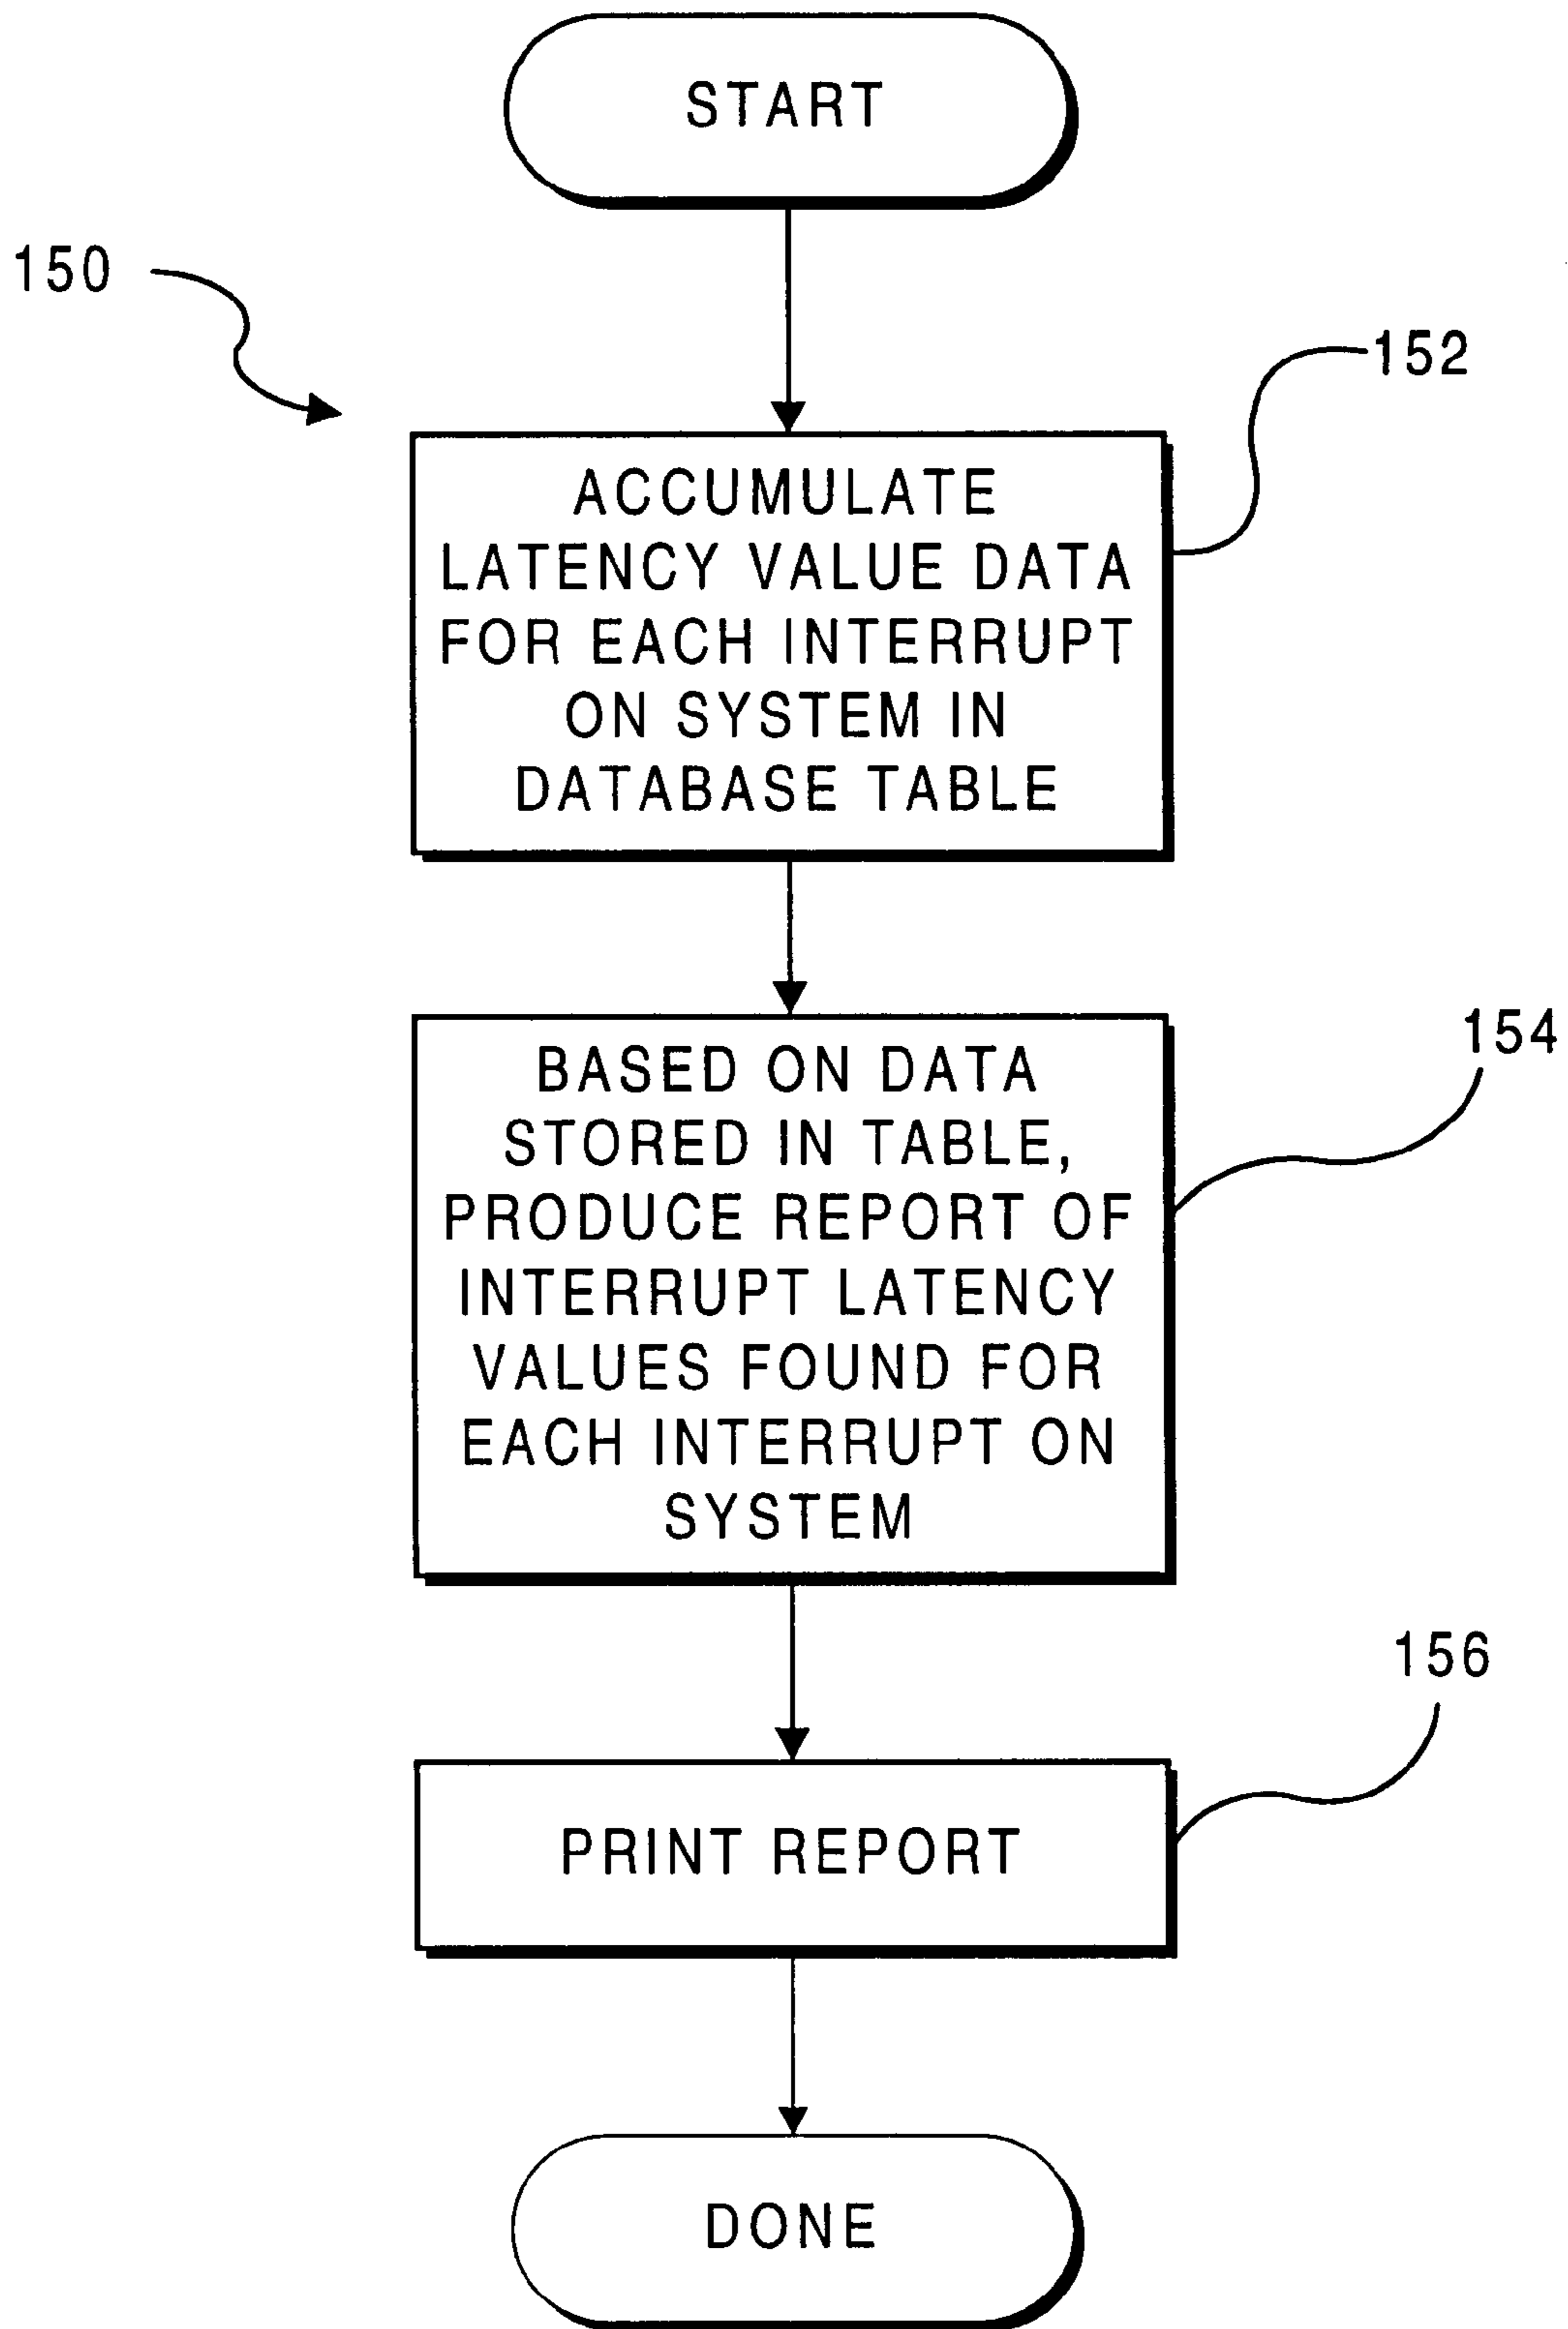 START
150
152
ACCUMULATE
LATENCY VALUE DATA
FOR EACH INTERRUPT
ON SYSTEM IN
DATABASE TABLE
154
BASED ON DATA
STORED IN TABLE,
PRODUCE REPORT OF
INTERRUPT LATENCY
VALUES FOUND FOR
EACH INTERRUPT ON
SYSTEM
156
PRINT REPORT
DONE